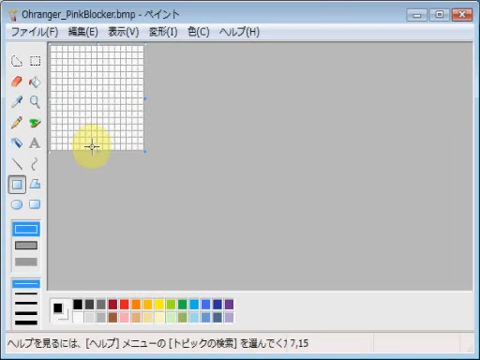 Ohranger_PinkBlocker.bmp - ペイント
ファイル(F) 編集(E) 表示(V) 変形(I) 色(C) ヘルプ(H)
A
ヘルプを見るには、[ヘルプ] メニューの [トピックの検索] を選んでく 7,15